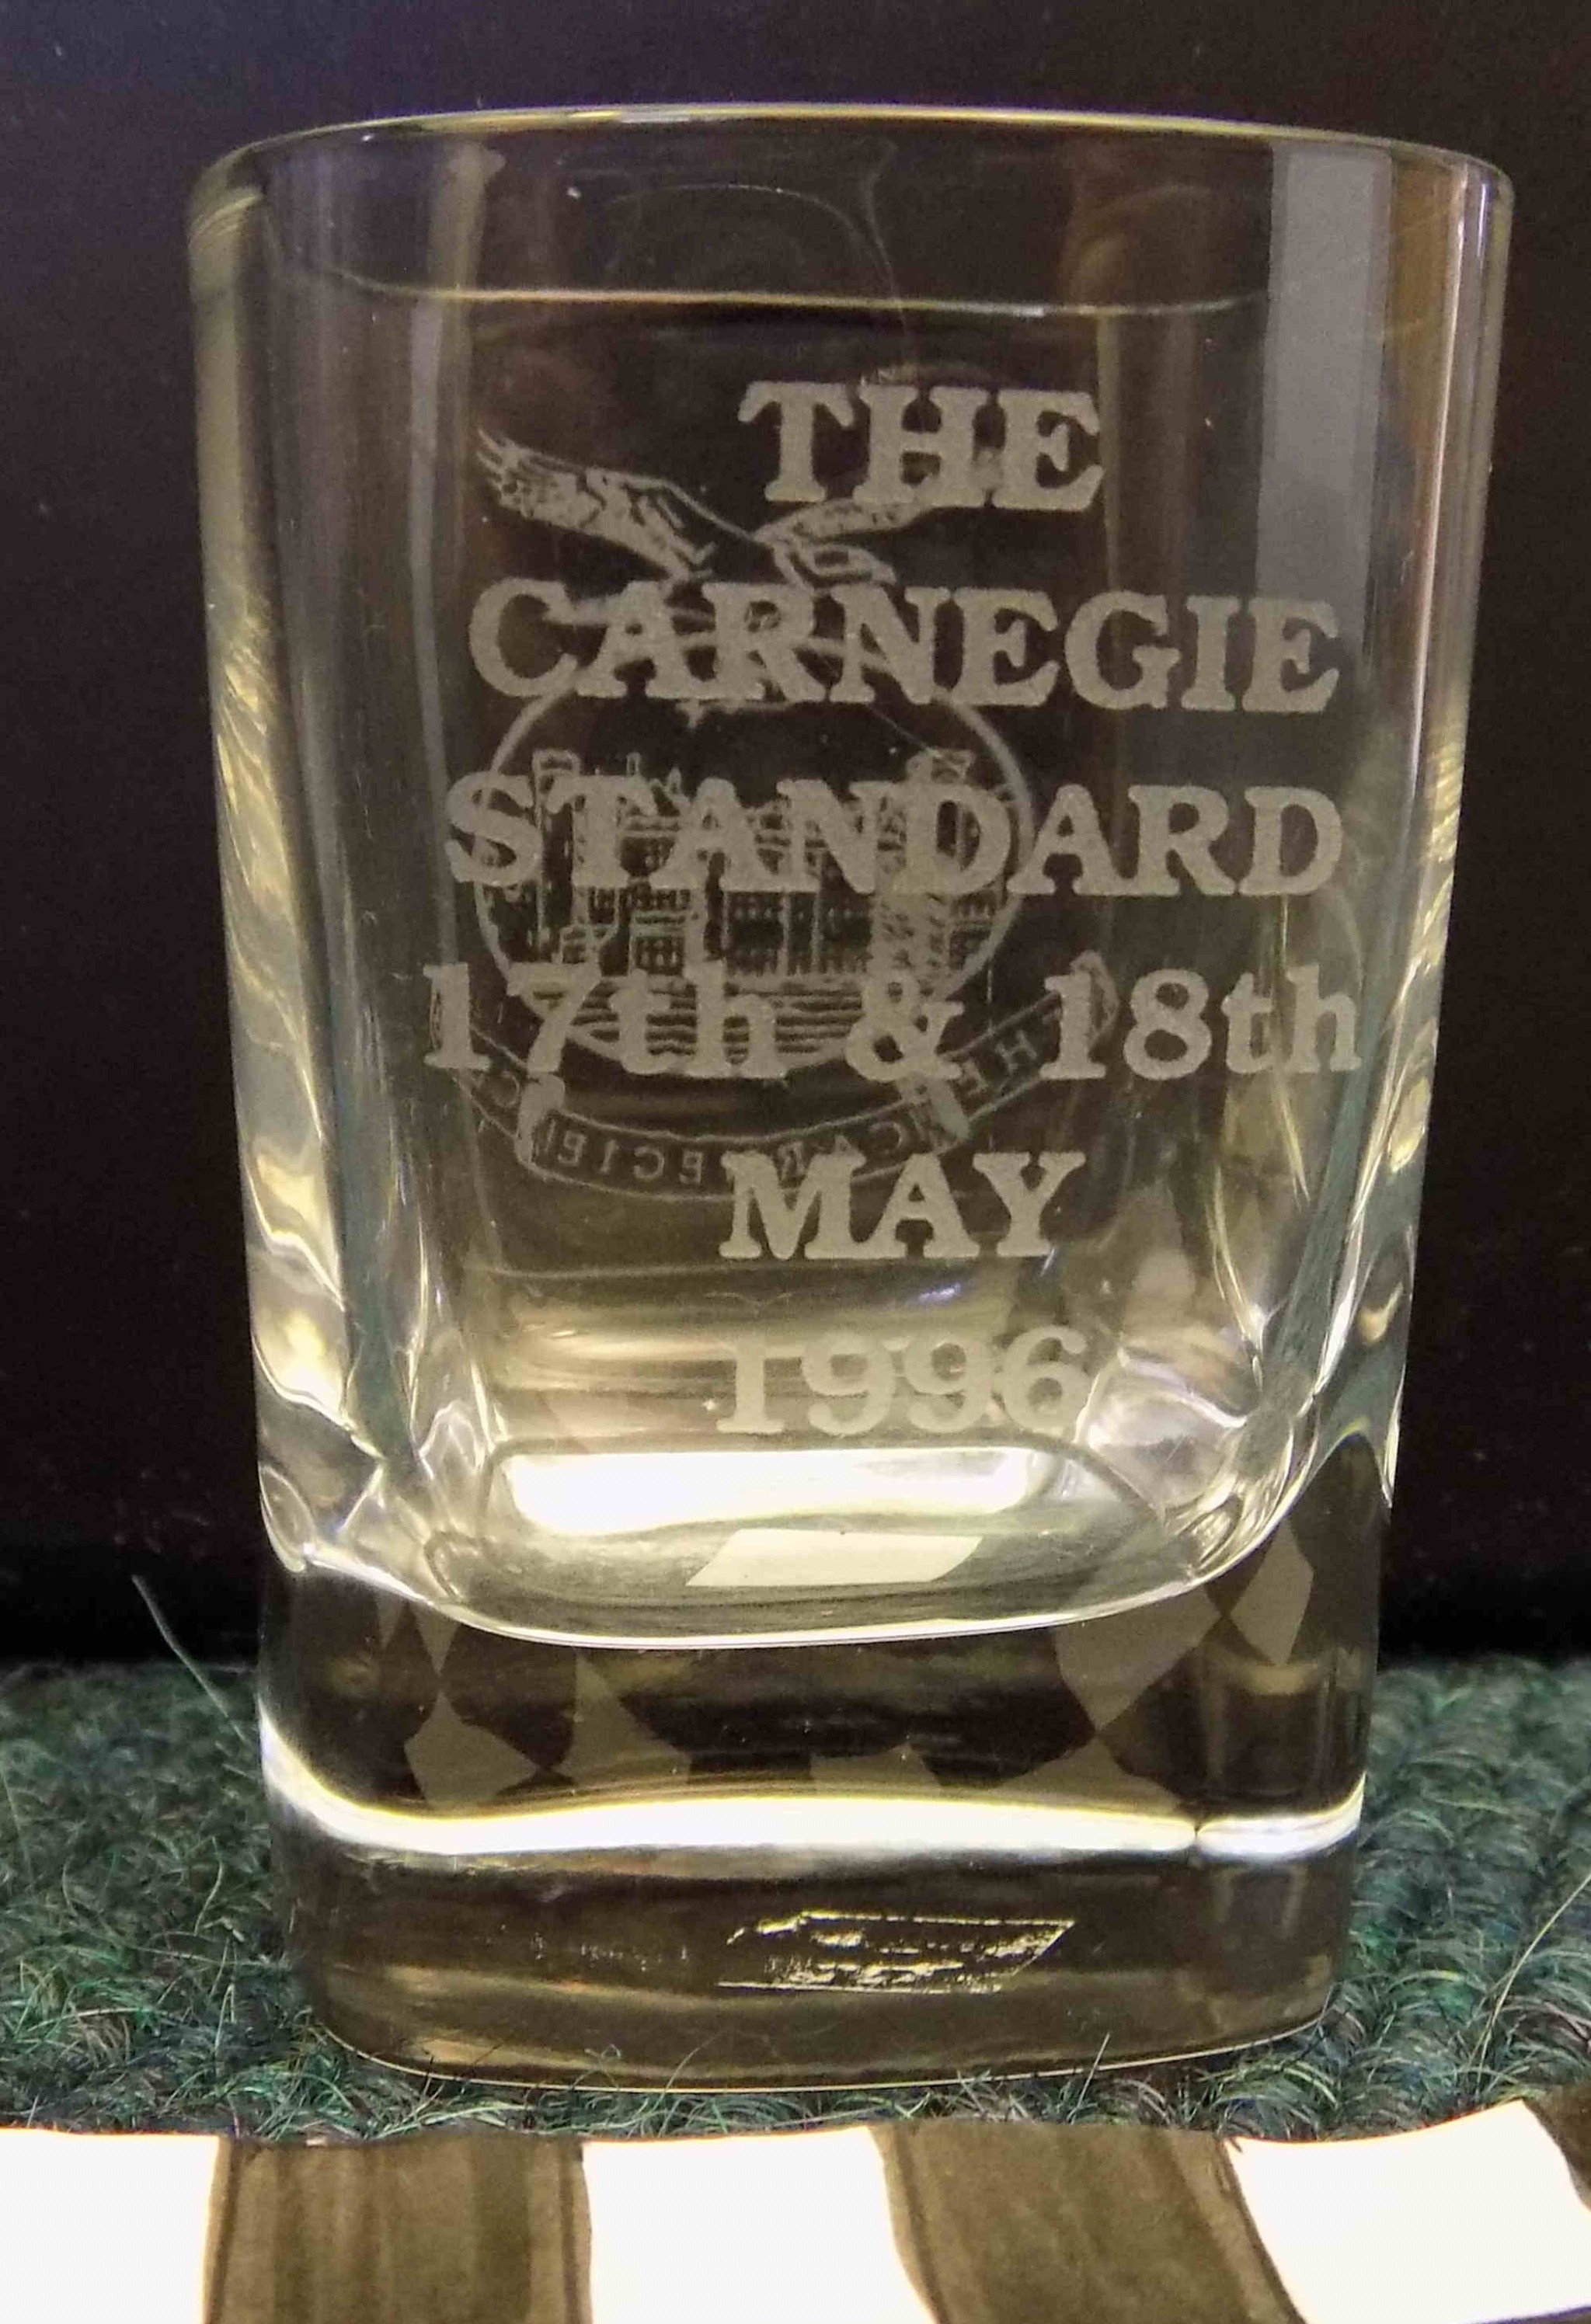 THE
CARNEGIE
STANDARD
17th & 18th
MAY
1996